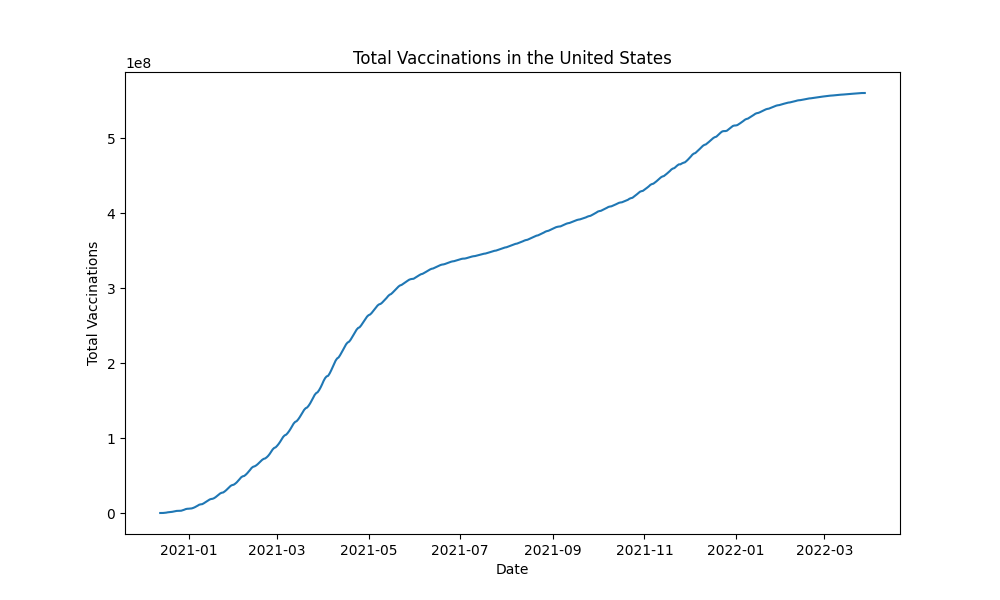 Total Vaccinations in the United States
1e8
5
4
3
2
1
0
Total Vaccinations
2021-01 2021-03 2021-05 2021-07 2021-09 2021-11 2022-01 2022-03
Date